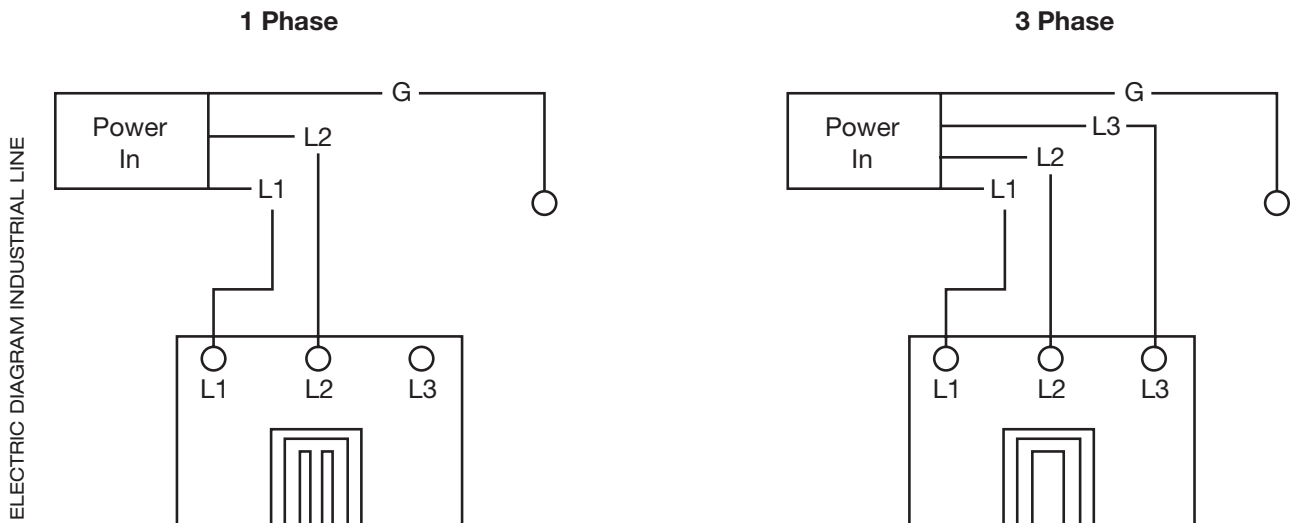 1 Phase
3 Phase
ELECTRIC DIAGRAM INDUSTRIAL LINE
Power
In
G
L2
L1
L1
L2
L3
Power
In
G
L3
L2
L1
L1
L2
L3